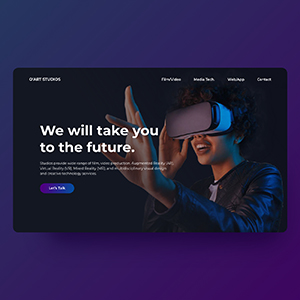 D'ART STUDIOS
Film/Video
Media Tech.
Web/App
Contact
We will take you
to the future.
Studios provide wide range of film, video production, Augmented Reality (AR),
Virtual Reality (VR), Mixed Reality (MR) and multidisciplinary visual design
and creative technology services.
Let's Talk